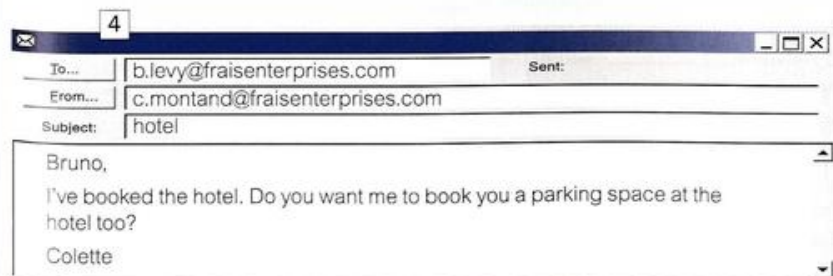 4
To... b.levy@fraisenterprises.com Sent:
From... c.montand@fraisenterprises.com
Subject: hotel
Bruno,
I've booked the hotel. Do you want me to book you a parking space at the
hotel too?
Colette